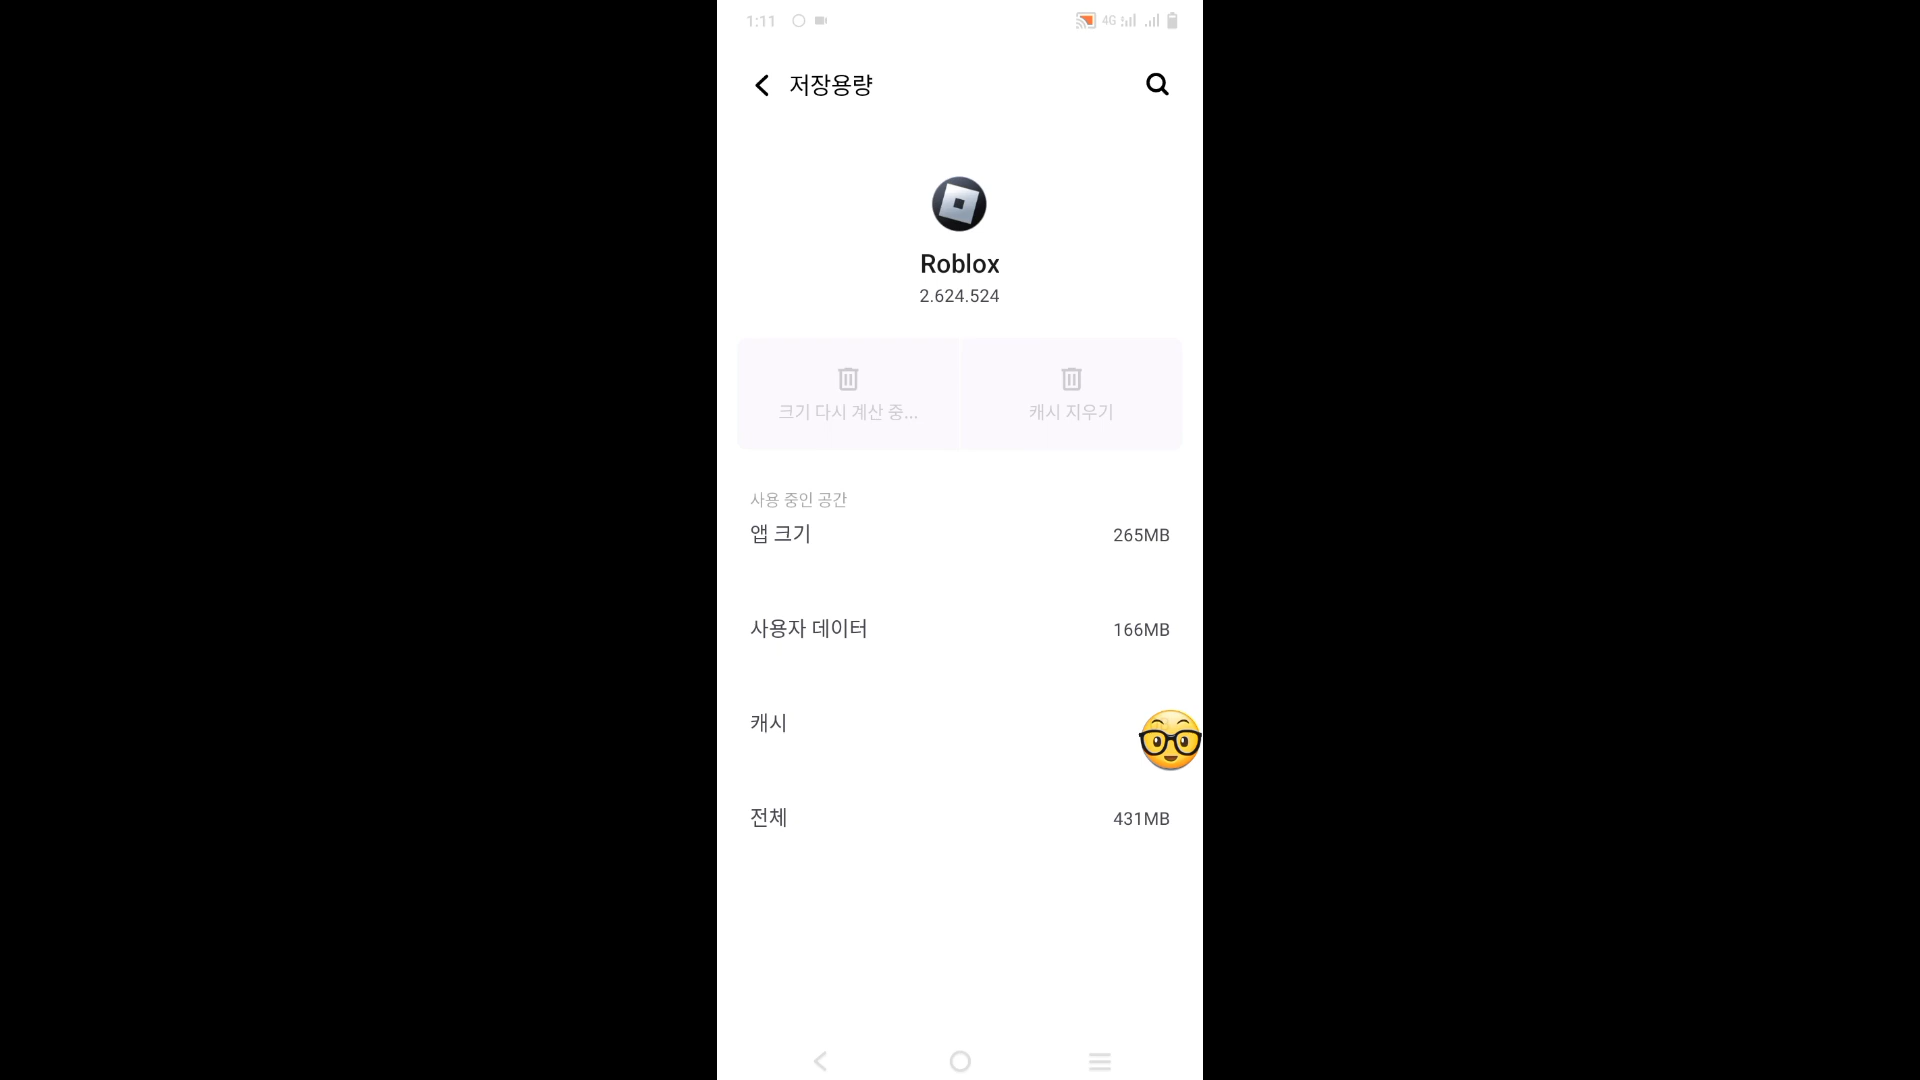 1:11
4G
저장용량
Roblox
2.624.524
크기 다시 계산 중...
캐시 지우기
사용 중인 공간
앱 크기
265MB
사용자 데이터
166MB
캐시
전체
431MB